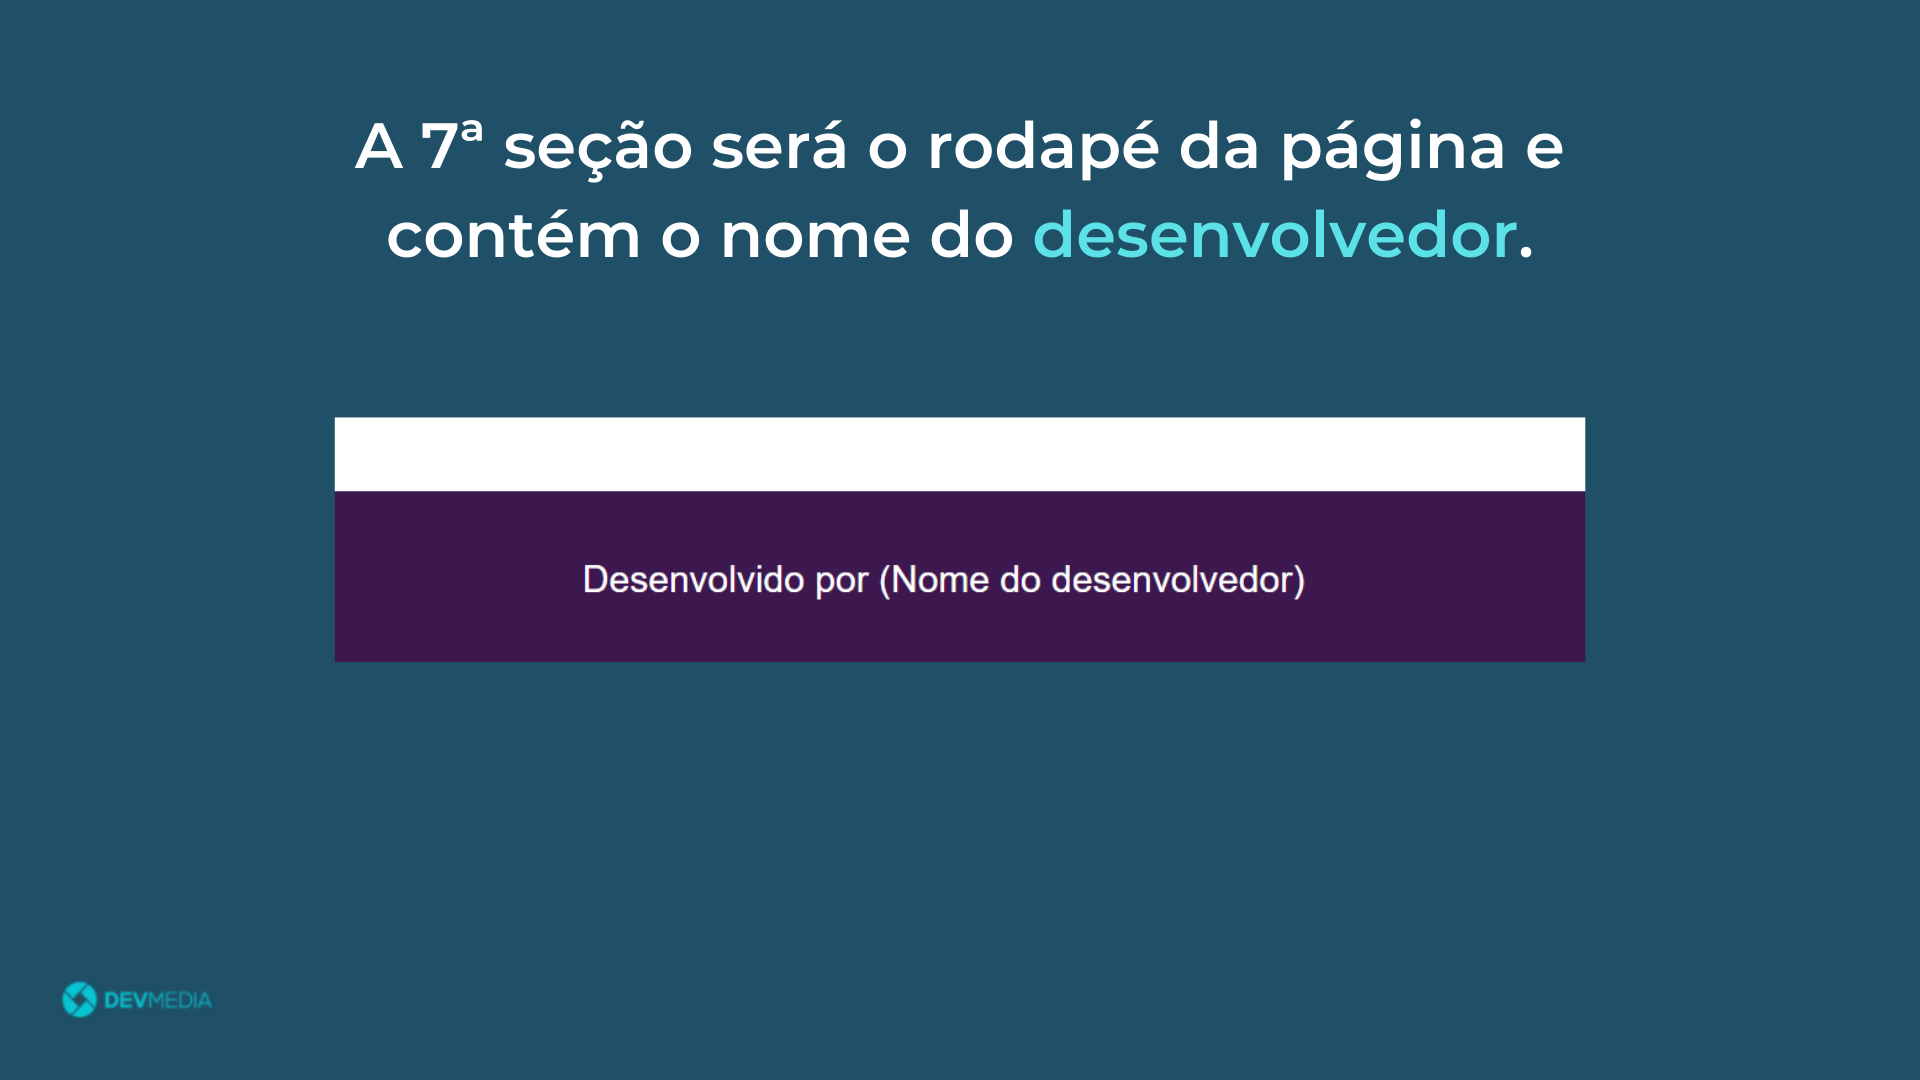 A 7ª seção será o rodapé da página e
contém o nome do desenvolvedor.
Desenvolvido por (Nome do desenvolvedor)
DEVMEDIA